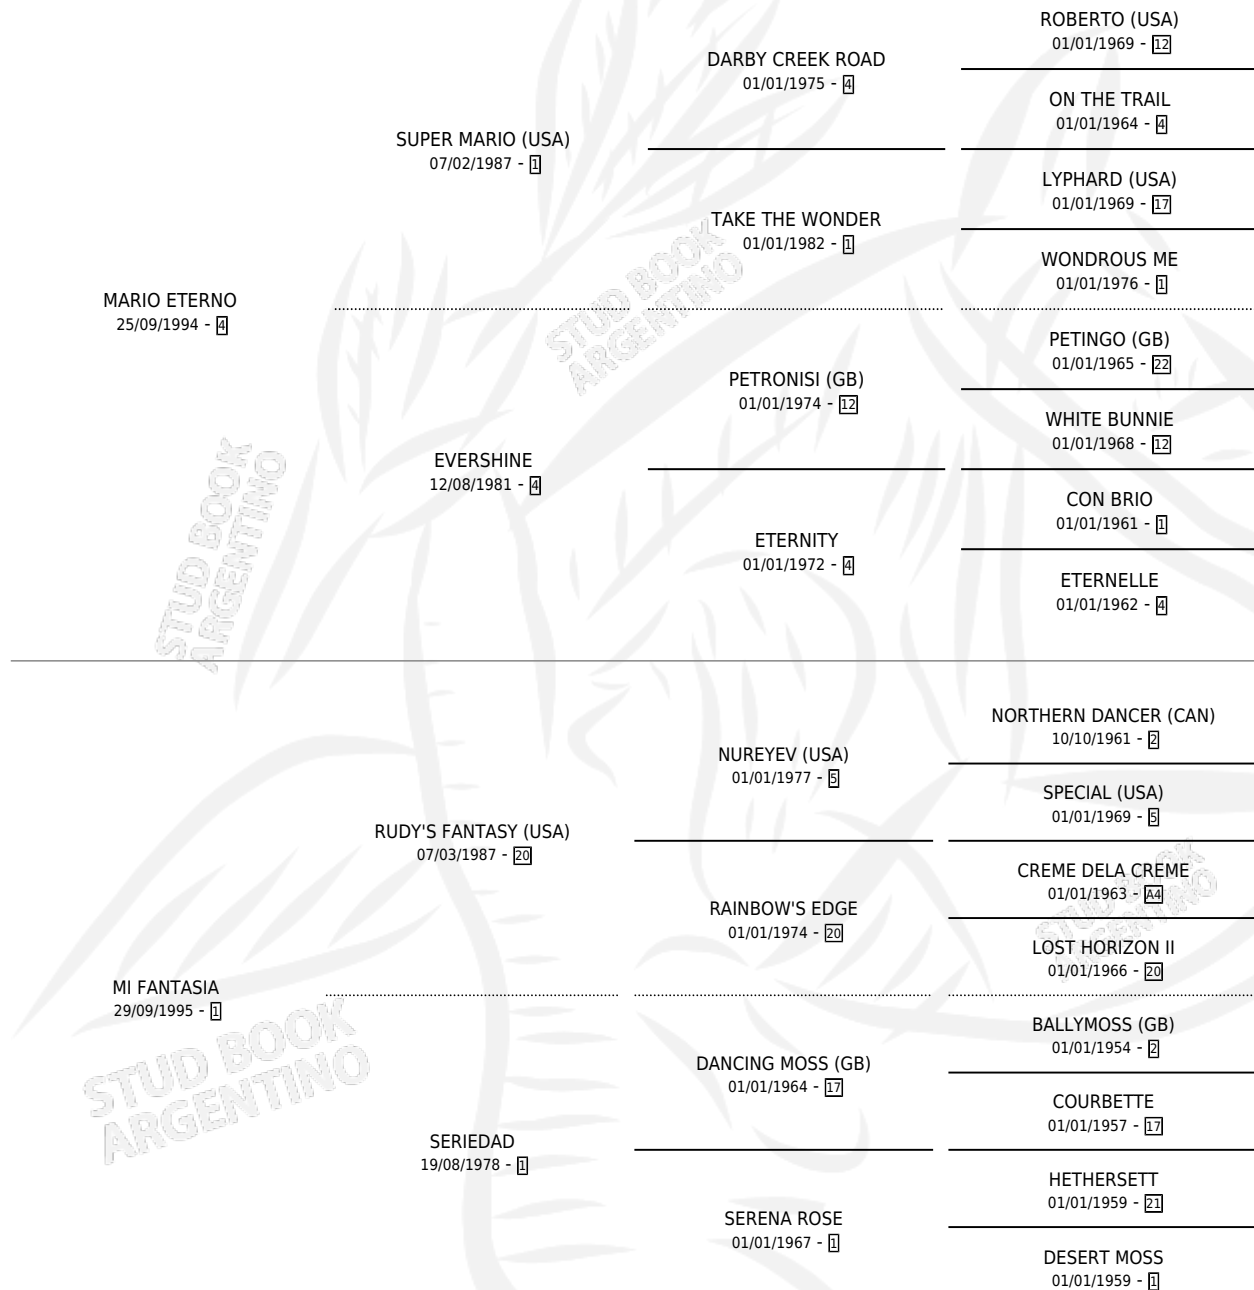 MARIO ETERNO
25/09/1994 - 4
SUPER MARIO (USA)
07/02/1987 - 1
DARBY CREEK ROAD
01/01/1975 - 4
ROBERTO (USA)
01/01/1969 - 12
ON THE TRAIL
01/01/1964 - 4
TAKE THE WONDER
01/01/1982 - 1
LYPHARD (USA)
01/01/1969 - 17
WONDROUS ME
01/01/1976 - 1
EVERSHINE
12/08/1981 - 4
PETRONISI (GB)
01/01/1974 - 12
PETINGO (GB)
01/01/1965 - 22
WHITE BUNNIE
01/01/1968 - 12
ETERNITY
01/01/1972 - 4
CON BRIO
01/01/1961 - 1
ETERNELLE
01/01/1962 - 4
MI FANTASIA
29/09/1995 - 1
RUDY'S FANTASY (USA)
07/03/1987 - 20
NUREYEV (USA)
01/01/1977 - 5
NORTHERN DANCER (CAN)
10/10/1961 - 2
SPECIAL (USA)
01/01/1969 - 5
RAINBOW'S EDGE
01/01/1974 - 20
CREME DELA CREME
01/01/1963 - A4
LOST HORIZON II
01/01/1966 - 20
SERIEDAD
19/08/1978 - 1
DANCING MOSS (GB)
01/01/1964 - 17
BALLYMOSS (GB)
01/01/1954 - 2
COURBETTE
01/01/1957 - 17
SERENA ROSE
01/01/1967 - 1
HETHERSETT
01/01/1959 - 21
DESERT MOSS
01/01/1959 - 1
STUD BOOK
ARGENTINO
STUD BOOK
ARGENTINO
STUD BOOK
ARGENTINO
STUD BOOK
ARGENTINO